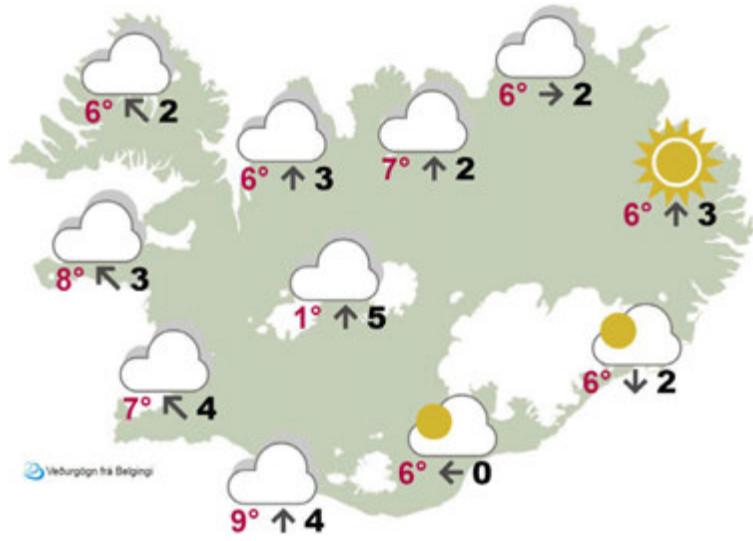 6° ↖ 2
6° → 2
6° ↑ 3
7° ↑ 2
6° ↑ 3
8° ↖ 3
1° ↑ 5
7° ↖ 4
6° ↓ 2
6° ← 0
9° ↑ 4
Veðurgögn frá Belgingi